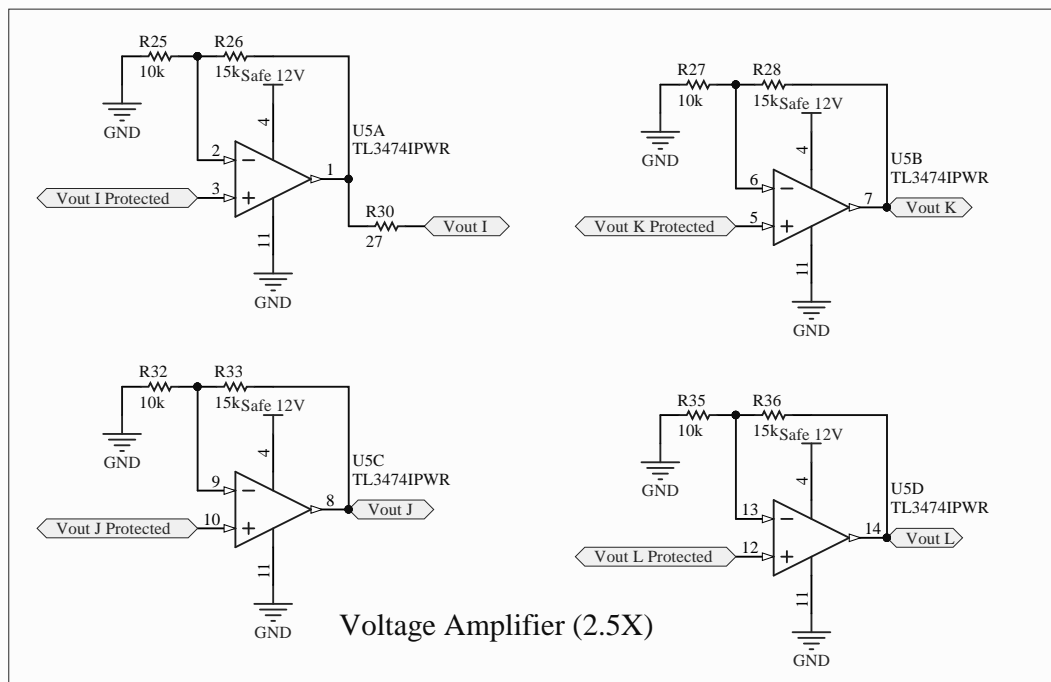 R25
10k
R26
15k
Safe 12V
4
U5A
TL3474IPWR
2
3
1
11
GND
GND
Vout I Protected
R30
27
Vout I
R27
10k
R28
15k
Safe 12V
4
U5B
TL3474IPWR
6
5
7
11
GND
GND
Vout K Protected
Vout K
R32
10k
R33
15k
Safe 12V
4
U5C
TL3474IPWR
9
10
8
11
GND
GND
Vout J Protected
Vout J
R35
10k
R36
15k
Safe 12V
4
U5D
TL3474IPWR
13
12
14
11
GND
GND
Vout L Protected
Vout L
Voltage Amplifier (2.5X)